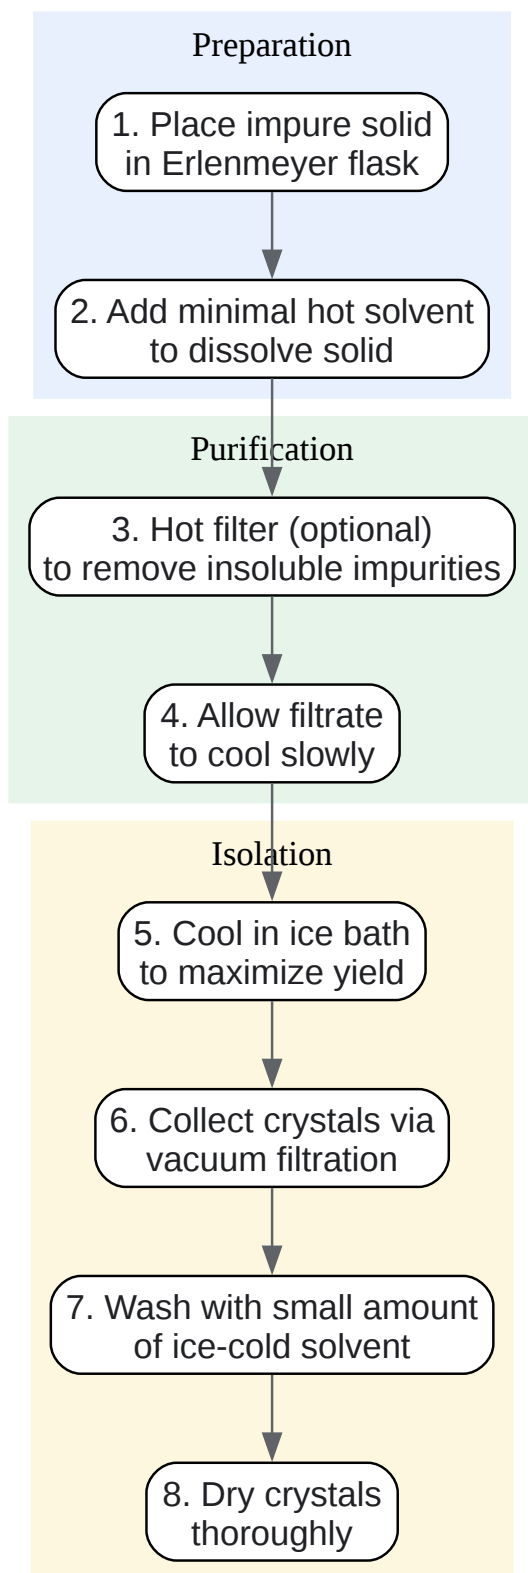 Preparation
1. Place impure solid
in Erlenmeyer flask
2. Add minimal hot solvent
to dissolve solid
Purification
3. Hot filter (optional)
to remove insoluble impurities
4. Allow filtrate
to cool slowly
Isolation
5. Cool in ice bath
to maximize yield
6. Collect crystals via
vacuum filtration
7. Wash with small amount
of ice-cold solvent
8. Dry crystals
thoroughly